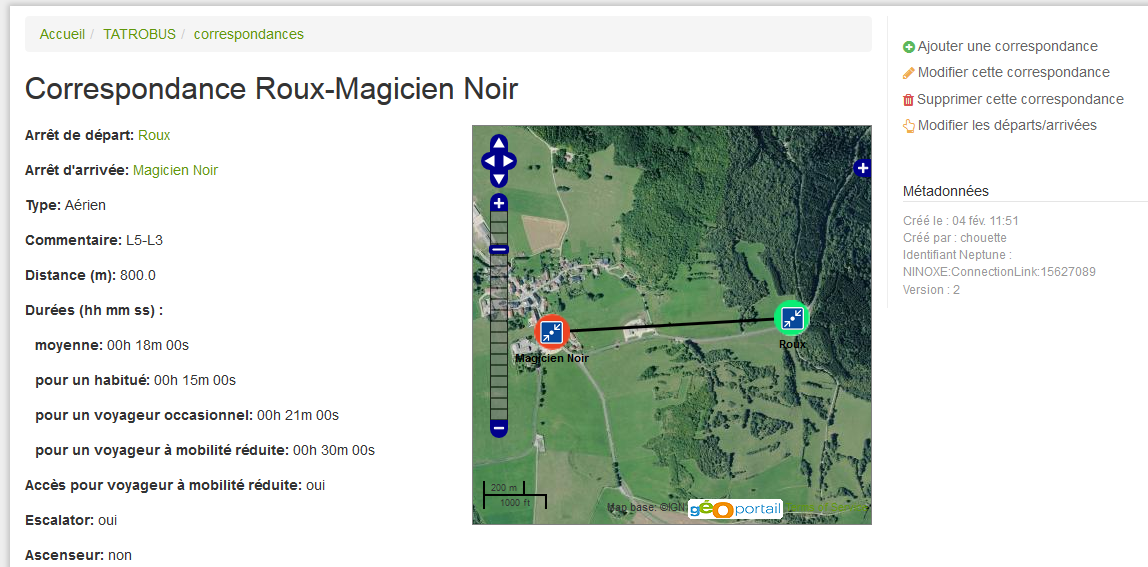 Accueil / TATROBUS / correspondances
Correspondance Roux-Magicien Noir
Arrêt de départ: Roux
Arrêt d'arrivée: Magicien Noir
Type: Aérien
Commentaire: L5-L3
Distance (m): 800.0
Durées (hh mm ss) :
moyenne: 00h 18m 00s
pour un habitué: 00h 15m 00s
pour un voyageur occasionnel: 00h 21m 00s
pour un voyageur à mobilité réduite: 00h 30m 00s
Accès pour voyageur à mobilité réduite: oui
Escalator: oui
Ascenseur: non
Magicien Noir
Roux
200 m
1000 ft
Map base: ©IGN
géoportail
Ajouter une correspondance
Modifier cette correspondance
Supprimer cette correspondance
Modifier les départs/arrivées
Métadonnées
Créé le : 04 fév. 11:51
Créé par : chouette
Identifiant Neptune :
NINOXE:ConnectionLink:15627089
Version : 2